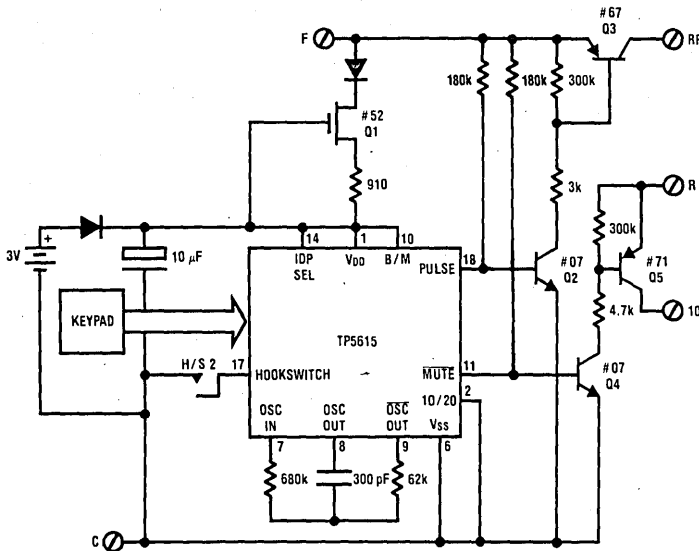 F
#67
Q3
RR
180k
180k
300k
#52
Q1
910
3k
R
300k
+
3V
10 μF
14
1
10
IDP
SEL
VDD
B/M
PULSE
18
#07
Q2
#71
Q5
10
4.7k
KEYPAD
TP5615
H/S 2
17
HOOKSWITCH
MUTE
11
#07
Q4
10/20
2
OSC
IN
OSC
OUT
OSC
OUT
VSS
7
8
9
6
680k
300 pF
62k
C